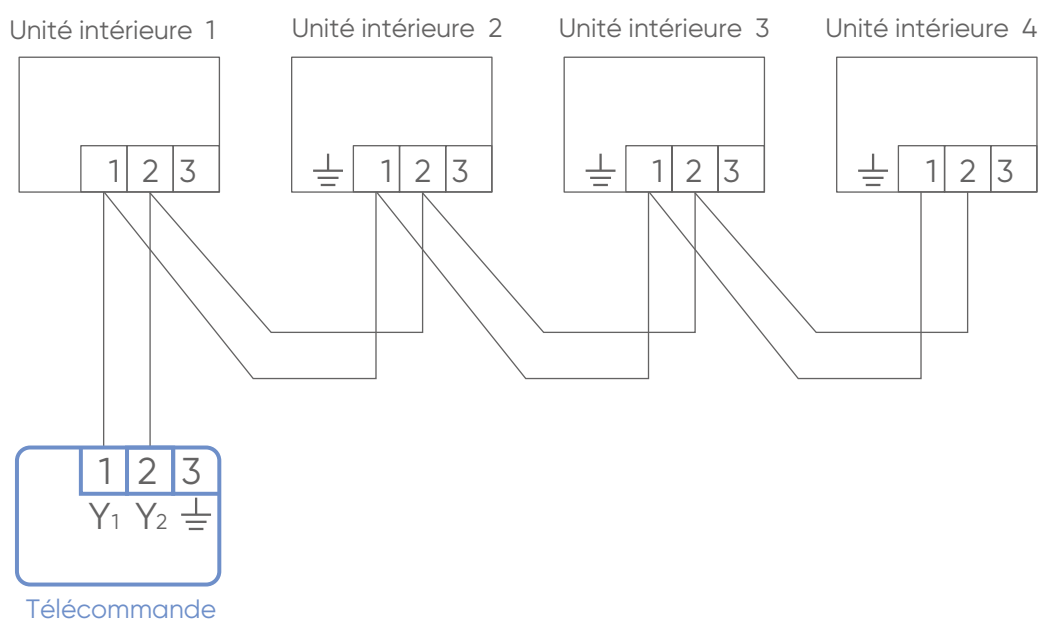 Unité intérieure 1 Unité intérieure 2 Unité intérieure 3 Unité intérieure 4
1 2 3 1 2 3 1 2 3 1 2 3
1 2 3
Y1 Y2
Télécommande